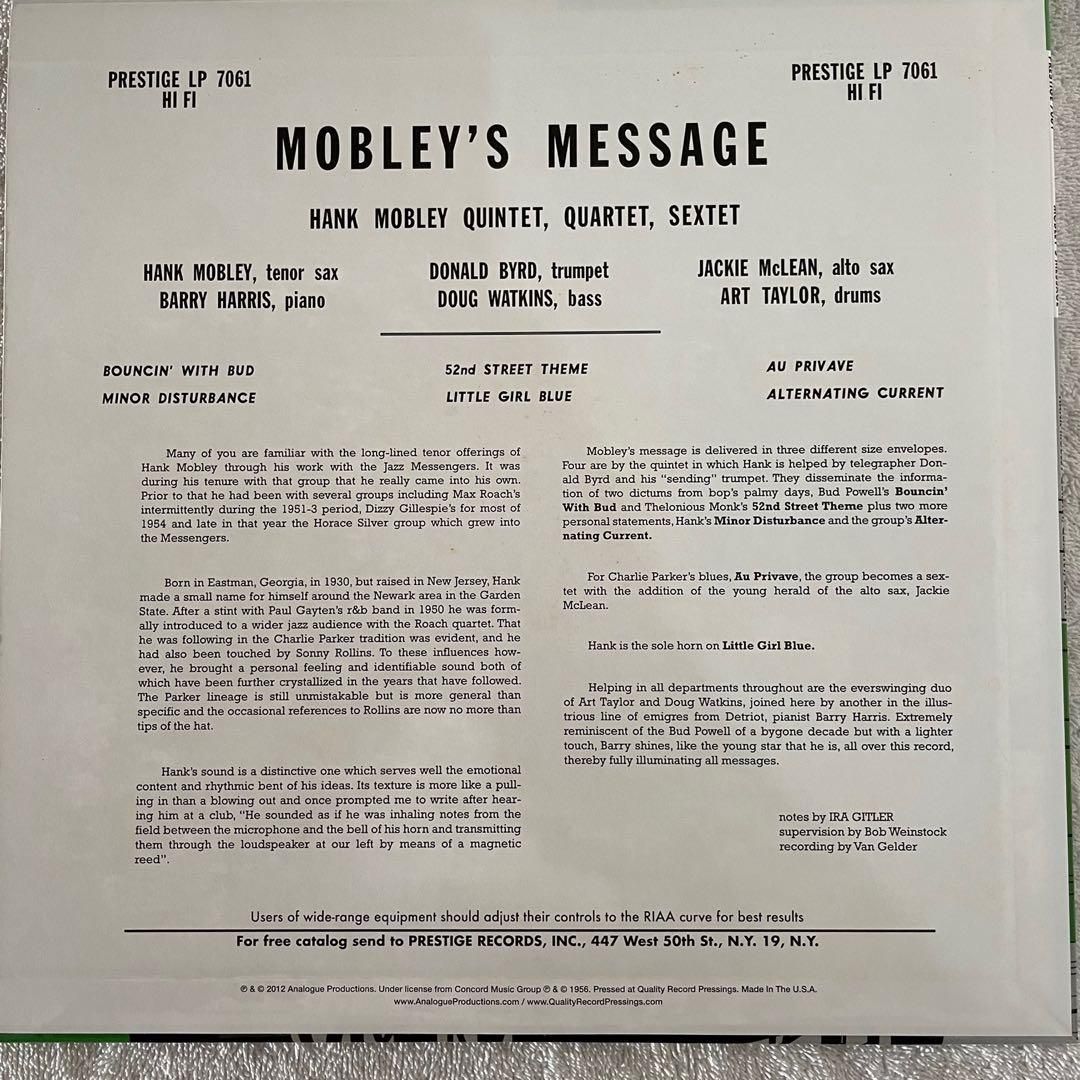 PRESTIGE LP 7061
HI FI
PRESTIGE LP 7061
HI FI
MOBLEY'S MESSAGE
HANK MOBLEY QUINTET, QUARTET, SEXTET
HANK MOBLEY, tenor sax
BARRY HARRIS, piano
DONALD BYRD, trumpet
DOUG WATKINS, bass
JACKIE McLEAN, alto sax
ART TAYLOR, drums
BOUNCIN' WITH BUD
MINOR DISTURBANCE
52nd STREET THEME
LITTLE GIRL BLUE
AU PRIVAVE
ALTERNATING CURRENT
Many of you are familiar with the long-lined tenor offerings of
Hank Mobley through his work with the Jazz Messengers. It was
during his tenure with that group that he really came into his own.
Prior to that he had been with several groups including Max Roach's
intermittently during the 1951-3 period, Dizzy Gillespie's for most of
1954 and late in that year the Horace Silver group which grew into
the Messengers.
Born in Eastman, Georgia, in 1930, but raised in New Jersey, Hank
made a small name for himself around the Newark area in the Garden
State. After a stint with Paul Gayten's r&b band in 1950 he was form-
ally introduced to a wider jazz audience with the Roach quartet. That
he was following in the Charlie Parker tradition was evident, and he
had also been touched by Sonny Rollins. To these influences how-
ever, he brought a personal feeling and identifiable sound both of
which have been further crystallized in the years that have followed.
The Parker lineage is still unmistakable but is more general than
specific and the occasional references to Rollins are now no more than
tips of the hat.
Hank's sound is a distinctive one which serves well the emotional
content and rhythmic bent of his ideas. Its texture is more like a pull-
ing in than a blowing out and once prompted me to write after hear-
ing him at a club, "He sounded as if he was inhaling notes from the
field between the microphone and the bell of his horn and transmitting
them through the loudspeaker at our left by means of a magnetic
reed".
Mobley's message is delivered in three different size envelopes.
Four are by the quintet in which Hank is helped by telegrapher Don-
ald Byrd and his "sending" trumpet. They disseminate the informa-
tion of two dictums from bop's palmy days, Bud Powell's Bouncin'
With Bud and Thelonious Monk's 52nd Street Theme plus two more
personal statements, Hank's Minor Disturbance and the group's Alter-
nating Current.
For Charlie Parker's blues, Au Privave, the group becomes a sex-
tet with the addition of the young herald of the alto sax, Jackie
McLean.
Hank is the sole horn on Little Girl Blue.
Helping in all departments throughout are the everswinging duo
of Art Taylor and Doug Watkins, joined here by another in the illus-
trious line of emigres from Detriot, pianist Barry Harris. Extremely
reminiscent of the Bud Powell of a bygone decade but with a lighter
touch, Barry shines, like the young star that he is, all over this record,
thereby fully illuminating all messages.
notes by IRA GITLER
supervision by Bob Weinstock
recording by Van Gelder
Users of wide-range equipment should adjust their controls to the RIAA curve for best results
For free catalog send to PRESTIGE RECORDS, INC., 447 West 50th St., N.Y. 19, N.Y.
℗ & © 2012 Analogue Productions. Under license from Concord Music Group ℗ & © 1956. Pressed at Quality Record Pressings. Made In The U.S.A.
www.AnalogueProductions.com / www.QualityRecordPressings.com